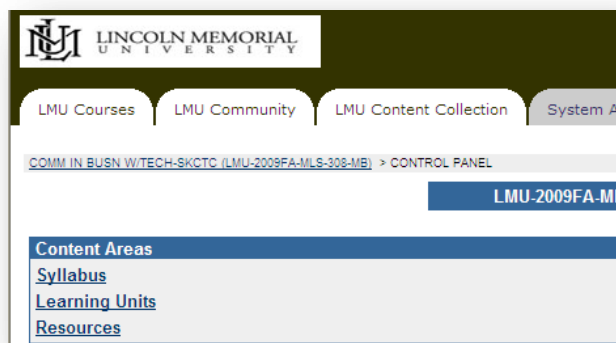 LMU LINCOLN MEMORIAL
UNIVERSITY
LMU Courses LMU Community LMU Content Collection System A
COMM IN BUSN W/TECH-SKCTC (LMU-2009FA-MLS-308-MB) > CONTROL PANEL
LMU-2009FA-M
Content Areas
Syllabus
Learning Units
Resources